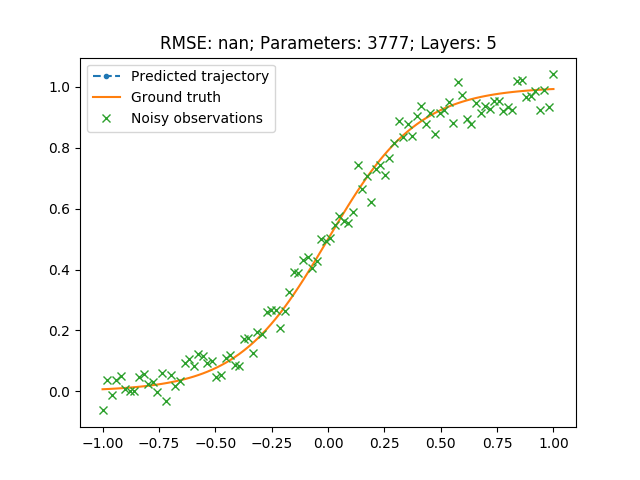 RMSE: nan; Parameters: 3777; Layers: 5
Predicted trajectory
Ground truth
Noisy observations
1.0
0.8
0.6
0.4
0.2
0.0
−1.00 −0.75 −0.50 −0.25 0.00 0.25 0.50 0.75 1.00